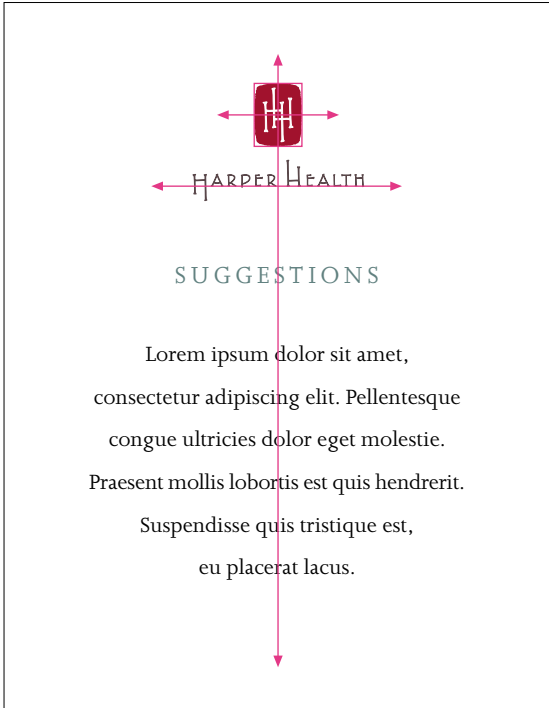 HH
HARPER HEALTH
SUGGESTIONS
Lorem ipsum dolor sit amet,
consectetur adipiscing elit. Pellentesque
congue ultricies dolor eget molestie.
Praesent mollis lobortis est quis hendrerit.
Suspendisse quis tristique est,
eu placerat lacus.